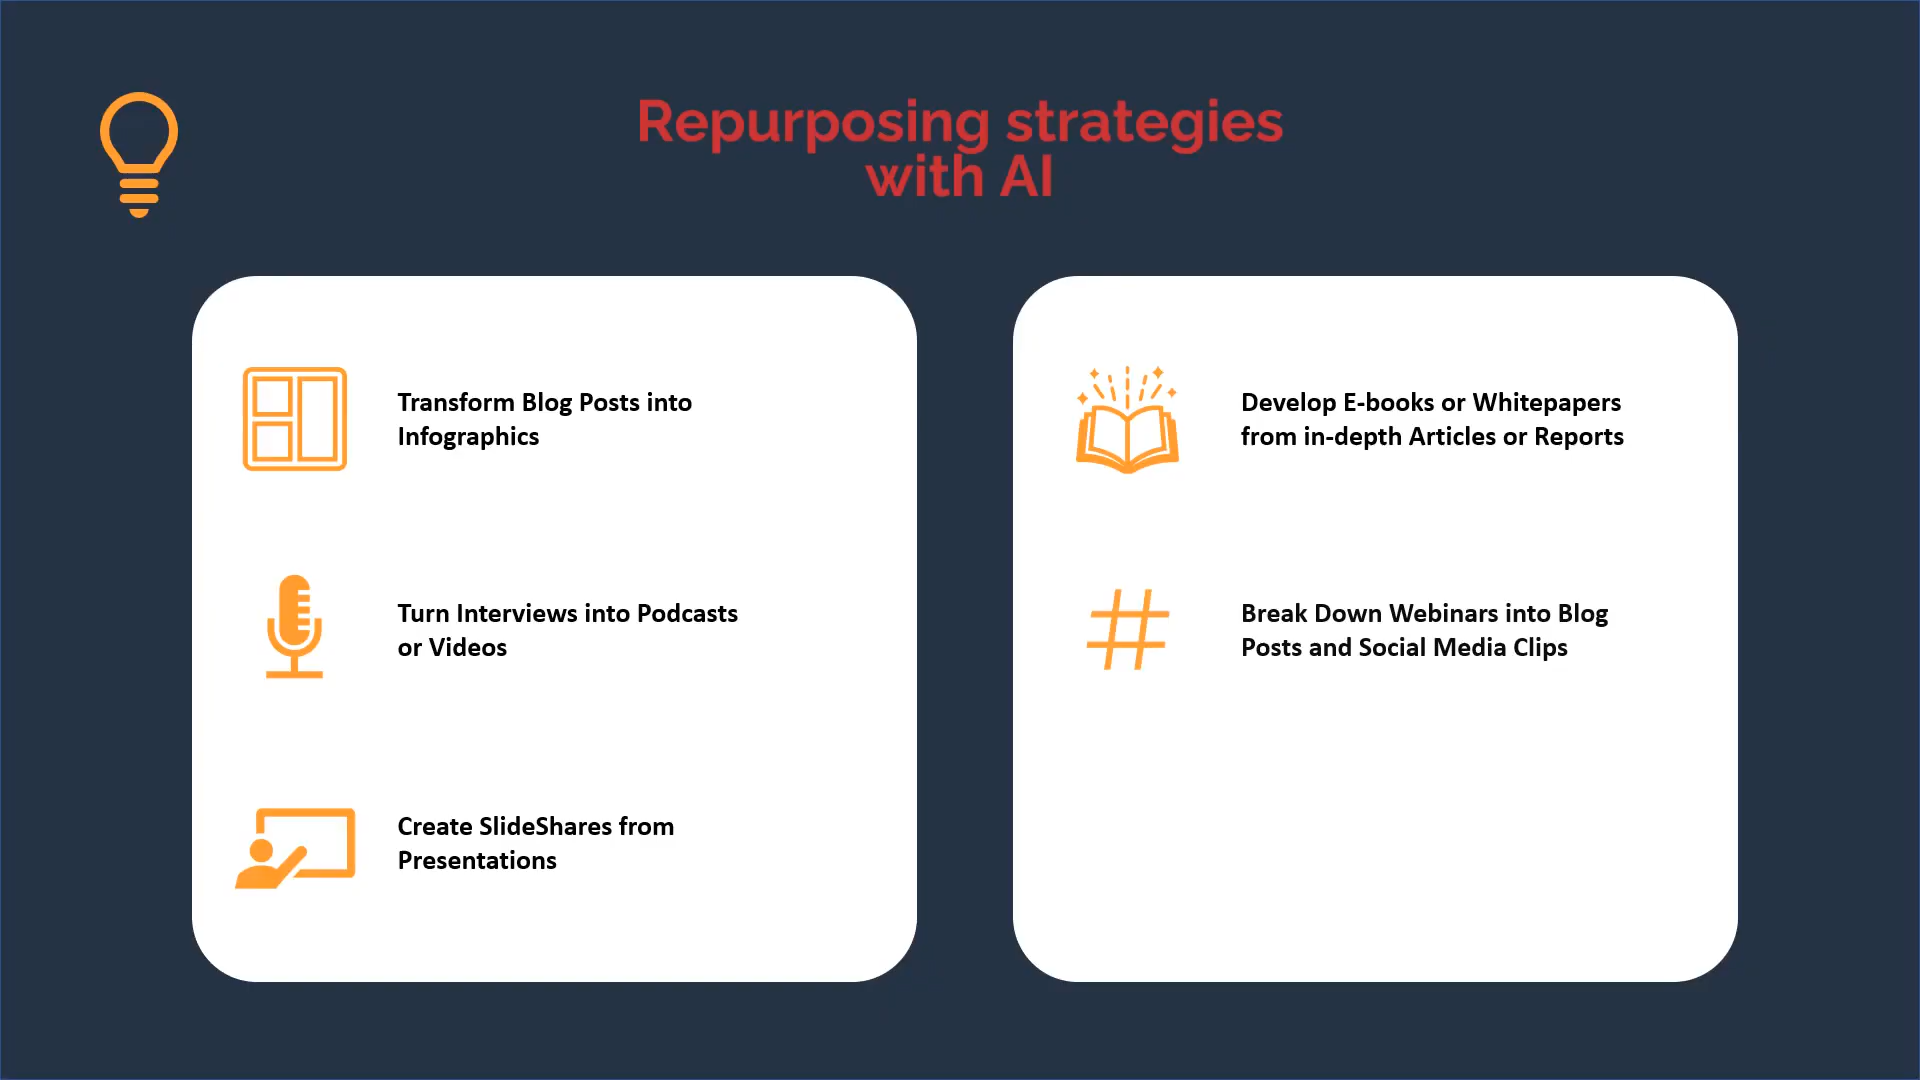 Repurposing strategies
with AI
Transform Blog Posts into
Infographics
Turn Interviews into Podcasts
or Videos
Create SlideShares from
Presentations
Develop E-books or Whitepapers
from in-depth Articles or Reports
Break Down Webinars into Blog
Posts and Social Media Clips